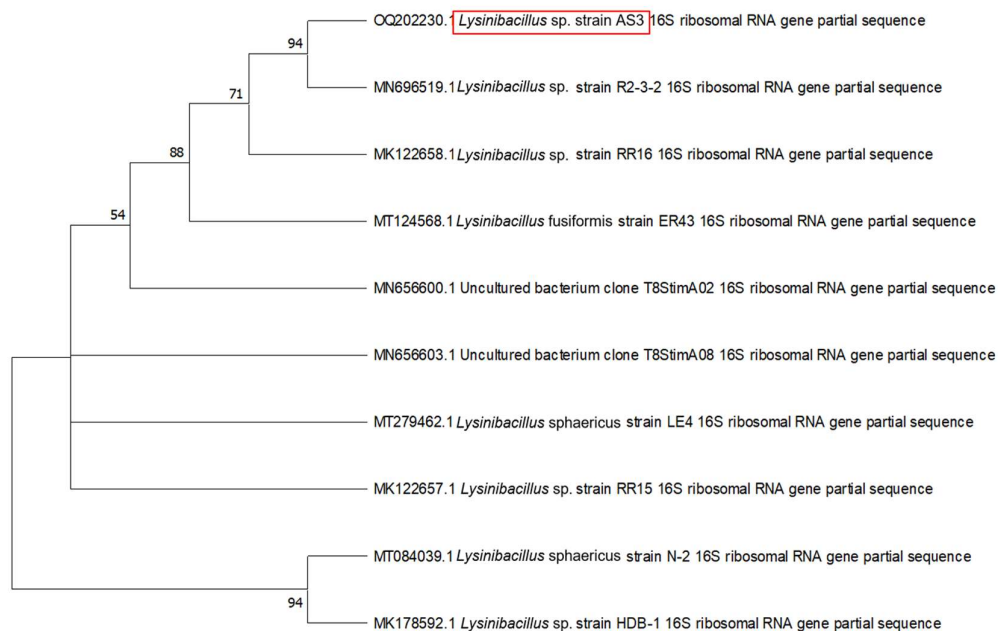 OQ202230.1 Lysinibacillus sp. strain AS3 16S ribosomal RNA gene partial sequence
94
MN696519.1 Lysinibacillus sp. strain R2-3-2 16S ribosomal RNA gene partial sequence
71
MK122658.1 Lysinibacillus sp. strain RR16 16S ribosomal RNA gene partial sequence
88
MT124568.1 Lysinibacillus fusiformis strain ER43 16S ribosomal RNA gene partial sequence
54
MN656600.1 Uncultured bacterium clone T8StimA02 16S ribosomal RNA gene partial sequence
MN656603.1 Uncultured bacterium clone T8StimA08 16S ribosomal RNA gene partial sequence
MT279462.1 Lysinibacillus sphaericus strain LE4 16S ribosomal RNA gene partial sequence
MK122657.1 Lysinibacillus sp. strain RR15 16S ribosomal RNA gene partial sequence
MT084039.1 Lysinibacillus sphaericus strain N-2 16S ribosomal RNA gene partial sequence
94
MK178592.1 Lysinibacillus sp. strain HDB-1 16S ribosomal RNA gene partial sequence